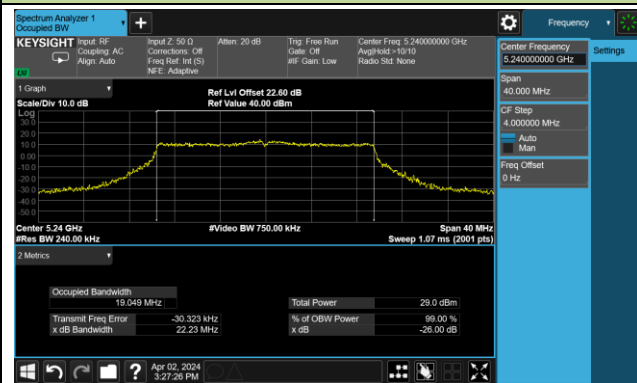 Spectrum Analyzer 1
Occupied BW
+
Frequency
KEYSIGHT
Input: RF
Coupling: AC
Align: Auto
Input Z: 50 Ω
Corrections: Off
Freq Ref: Int (S)
NFE: Adaptive
Atten: 20 dB
Trig: Free Run
Gate: Off
#IF Gain: Low
Center Freq: 5.240000000 GHz
Avg|Hold:>10/10
Radio Std: None
Center Frequency
5.240000000 GHz
Settings
Span
40.000 MHz
CF Step
4.000000 MHz
Auto
Man
Freq Offset
0 Hz
1 Graph
Scale/Div 10.0 dB
Ref Lvl Offset 22.60 dB
Ref Value 40.00 dBm
Log
30.0
20.0
10.0
0.00
-10.0
-20.0
-30.0
-40.0
-50.0
Center 5.24 GHz
#Res BW 240.00 kHz
#Video BW 750.00 kHz
Span 40 MHz
Sweep 1.07 ms (2001 pts)
2 Metrics
Occupied Bandwidth
19.049 MHz
Transmit Freq Error -30.323 kHz
x dB Bandwidth 22.23 MHz
Total Power 29.0 dBm
% of OBW Power 99.00 %
x dB -26.00 dB
?
Apr 02, 2024
3:27:26 PM